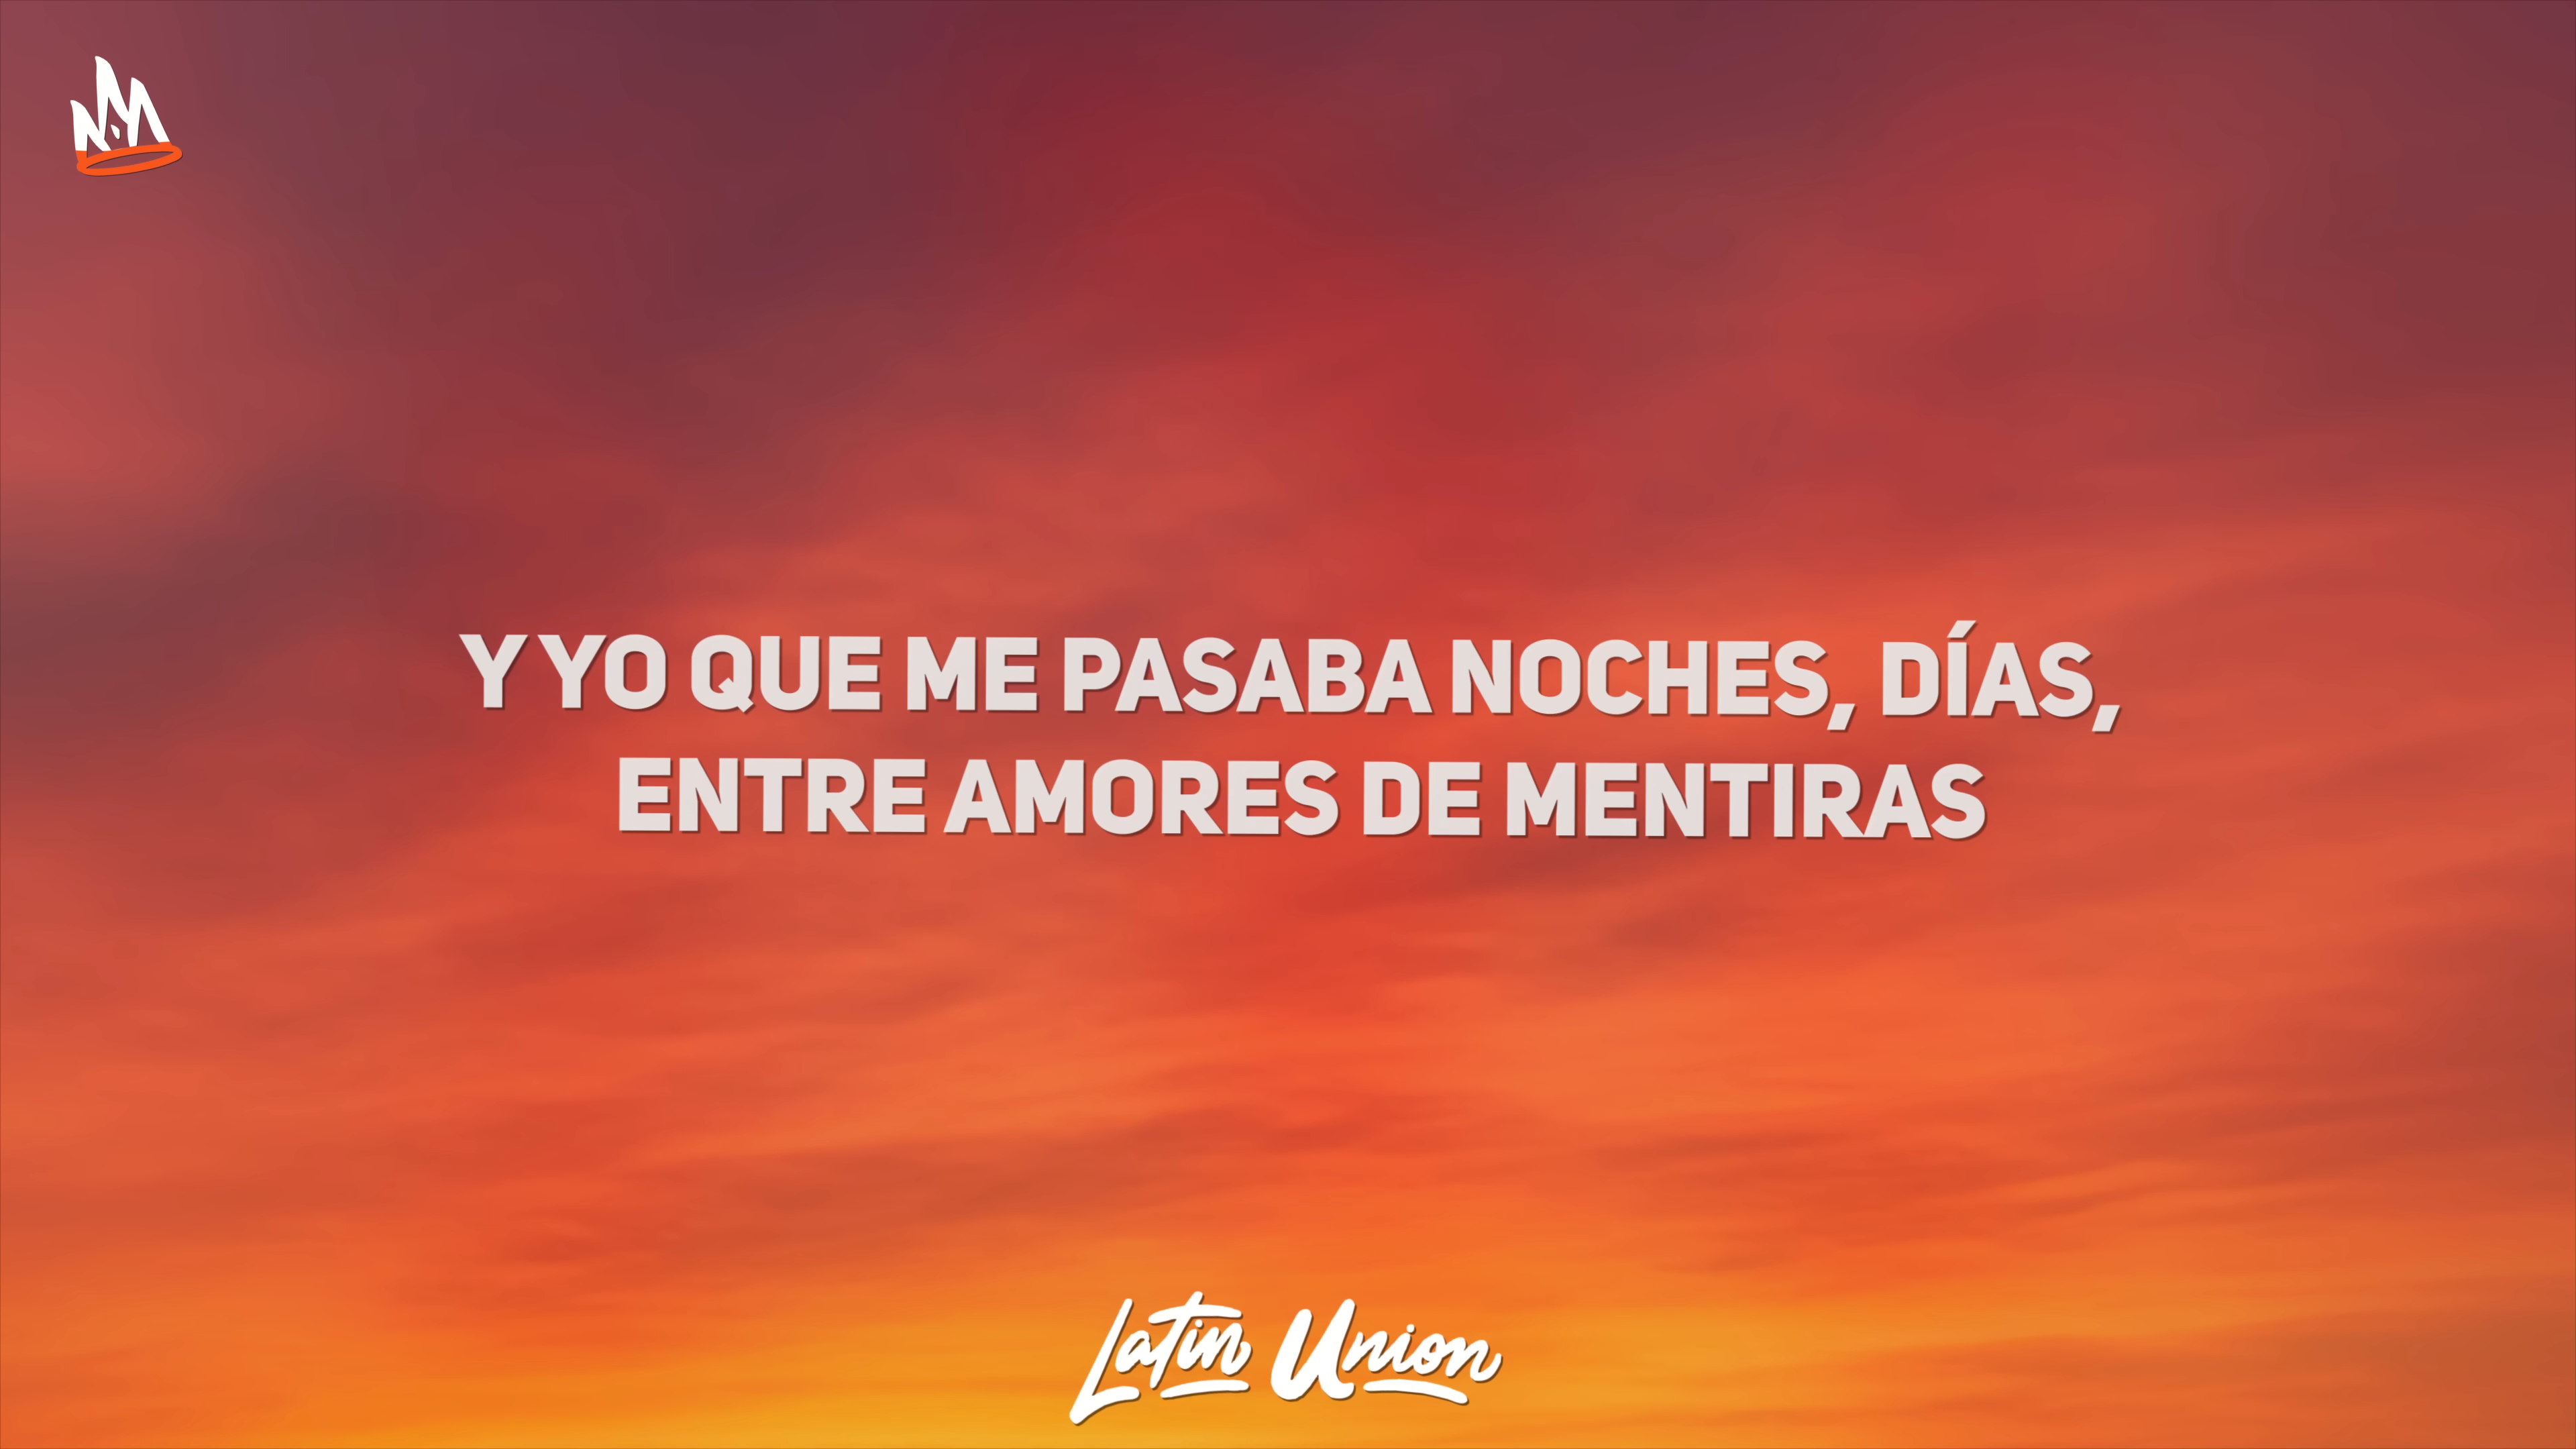 Y YO QUE ME PASABA NOCHES, DÍAS,
ENTRE AMORES DE MENTIRAS
Latin Union